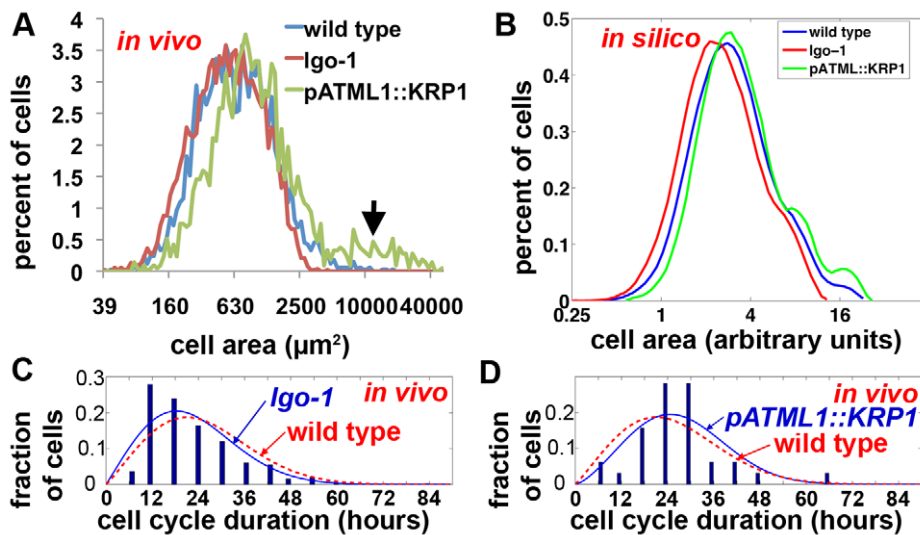 A
in vivo
wild type
lgo-1
pATML1::KRP1
percent of cells
4
3.5
3
2.5
2
1.5
1
0.5
0
39 160 630 2500 10000 40000
cell area (µm²)
B
in silico
wild type
lgo-1
pATML1::KRP1
percent of cells
0.5
0.4
0.3
0.2
0.1
0
0.25 1 4 16
cell area (arbitrary units)
C
in vivo
lgo-1
wild type
fraction
of cells
0.3
0.2
0.1
0
0 12 24 36 48 60 72 84
cell cycle duration (hours)
D
in vivo
pATML1::KRP1
wild type
fraction
of cells
0.2
0.1
0
0 12 24 36 48 60 72 84
cell cycle duration (hours)